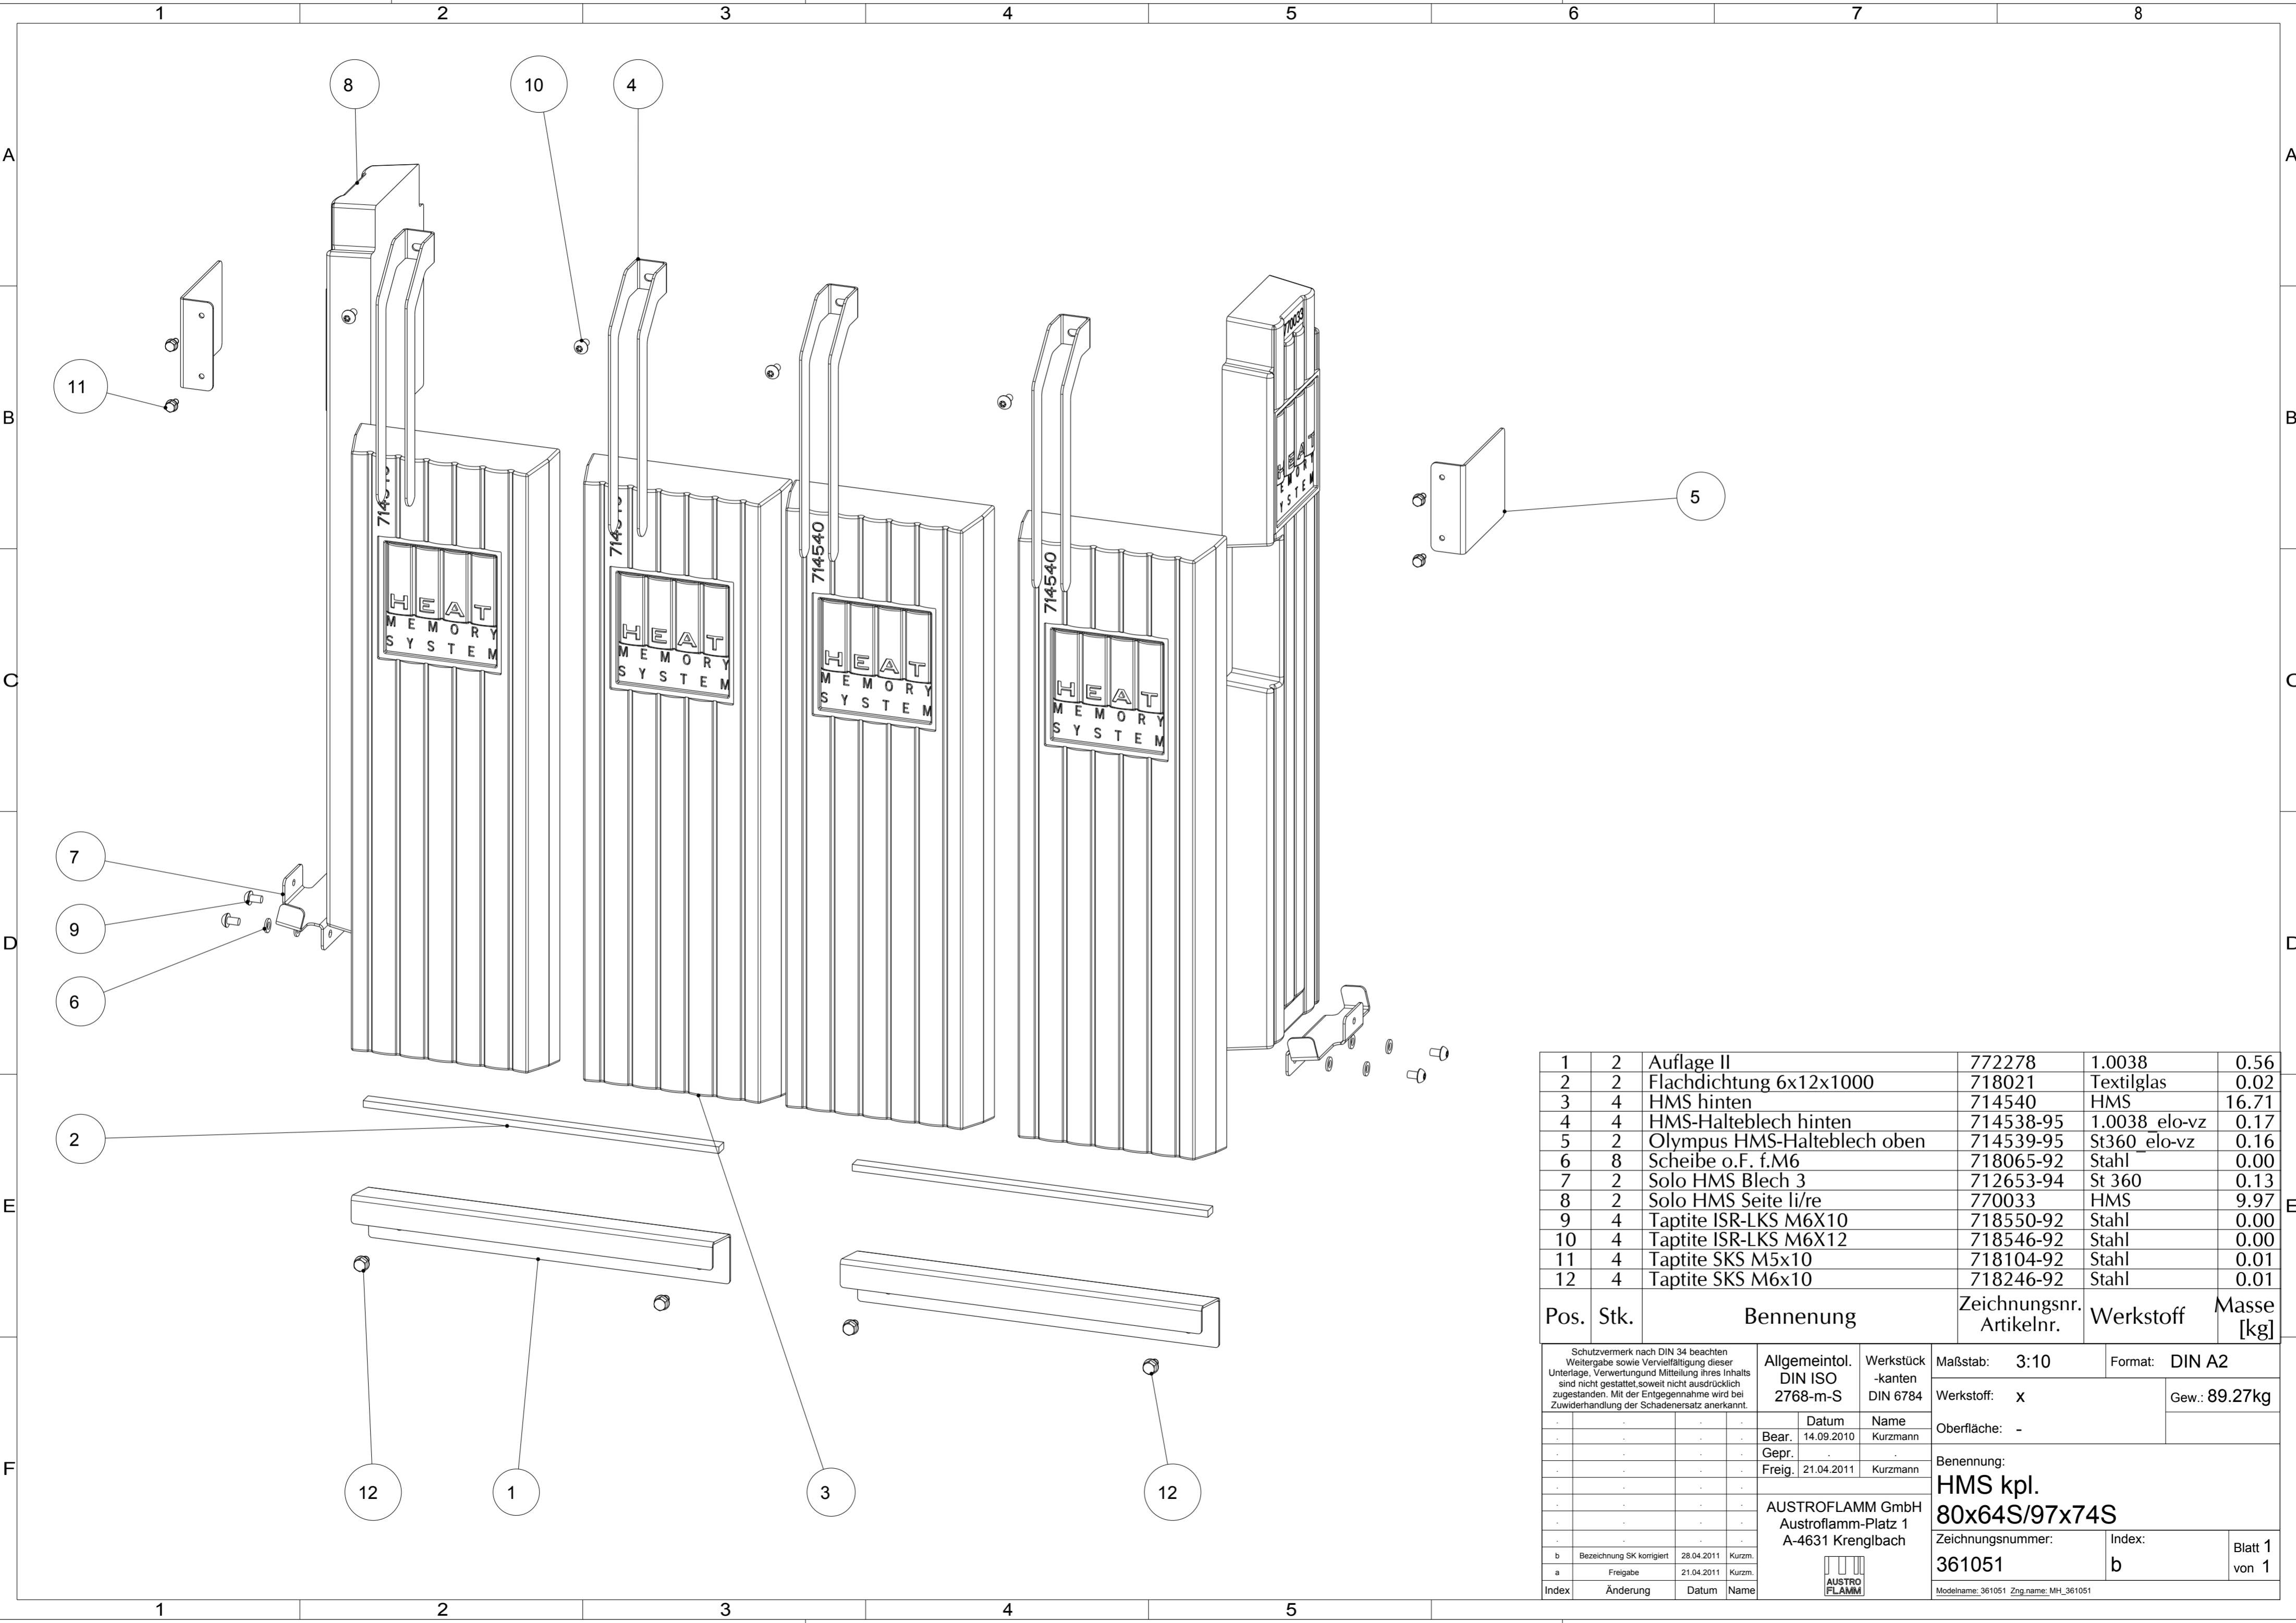 1 2 3 4 5 6 7 8
A A
B B
C C
D D
E E
F
8
10
4
11
5
7
9
6
2
12
1
3
12
714540
HEAT
MEMORY
SYSTEM
714540
HEAT
MEMORY
SYSTEM
714540
HEAT
MEMORY
SYSTEM
714540
HEAT
MEMORY
SYSTEM
770033
HEAT
EMORY
YSTEM
1 2 Auflage II 772278 1.0038 0.56
2 2 Flachdichtung 6x12x1000 718021 Textilglas 0.02
3 4 HMS hinten 714540 HMS 16.71
4 4 HMS-Halteblech hinten 714538-95 1.0038_elo-vz 0.17
5 2 Olympus HMS-Halteblech oben 714539-95 St360_elo-vz 0.16
6 8 Scheibe o.F. f.M6 718065-92 Stahl 0.00
7 2 Solo HMS Blech 3 712653-94 St 360 0.13
8 2 Solo HMS Seite li/re 770033 HMS 9.97
9 4 Taptite ISR-LKS M6X10 718550-92 Stahl 0.00
10 4 Taptite ISR-LKS M6X12 718546-92 Stahl 0.00
11 4 Taptite SKS M5x10 718104-92 Stahl 0.01
12 4 Taptite SKS M6x10 718246-92 Stahl 0.01
Pos. Stk. Bennenung Zeichnungsnr. Artikelnr. Werkstoff Masse [kg]
Schutzvermerk nach DIN 34 beachten
Weitergabe sowie Vervielfältigung dieser
Unterlage, Verwertungund Mitteilung ihres Inhalts
sind nicht gestattet,soweit nicht ausdrücklich
zugestanden. Mit der Entgegennahme wird bei
Zuwiderhandlung der Schadenersatz anerkannt.
Allgemeintol.
DIN ISO
2768-m-S
Werkstück
-kanten
DIN 6784
Maßstab: 3:10
Format: DIN A2
Werkstoff: x
Gew.: 89.27kg
Oberfläche: -
Datum Name
Bear. 14.09.2010 Kurzmann
Gepr. . .
Freig. 21.04.2011 Kurzmann
Benennung:
HMS kpl.
80x64S/97x74S
AUSTROFLAMM GmbH
Austroflamm-Platz 1
A-4631 Krenglbach
AUSTRO
FLAMM
Zeichnungsnummer:
361051
Index:
b
Blatt 1
von 1
b Bezeichnung SK korrigiert 28.04.2011 Kurzm.
a Freigabe 21.04.2011 Kurzm.
Index Änderung Datum Name
Modelname: 361051 Zng.name: MH_361051
1 2 3 4 5